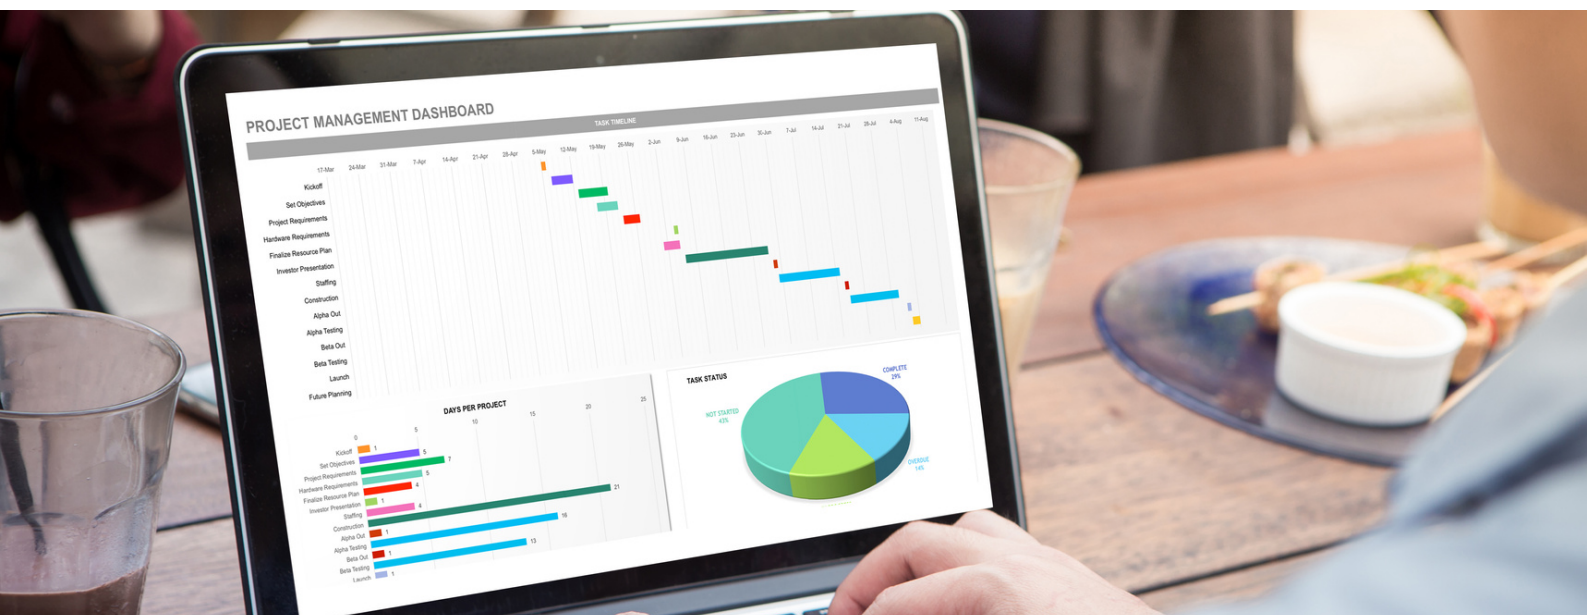 PROJECT MANAGEMENT DASHBOARD
TASK TIMELINE
17-Mar 24-Mar 31-Mar 7-Apr 14-Apr 21-Apr 28-Apr 5-May 12-May 19-May 26-May 2-Jun 9-Jun 16-Jun 23-Jun 30-Jun 7-Jul 14-Jul 21-Jul 28-Jul 4-Aug 11-Aug
Kickoff
Set Objectives
Project Requirements
Hardware Requirements
Finalize Resource Plan
Investor Presentation
Staffing
Construction
Alpha Out
Alpha Testing
Beta Out
Beta Testing
Launch
Future Planning
DAYS PER PROJECT
0 5 10 15 20 25
Kickoff 1
Set Objectives 5
Project Requirements 7
Hardware Requirements 5
Finalize Resource Plan 4
Investor Presentation 1
Staffing 4
Construction 21
Alpha Out 1
Alpha Testing 16
Beta Out 1
Beta Testing 13
Launch 1
TASK STATUS
COMPLETE
29%
NOT STARTED
43%
OVERDUE
14%